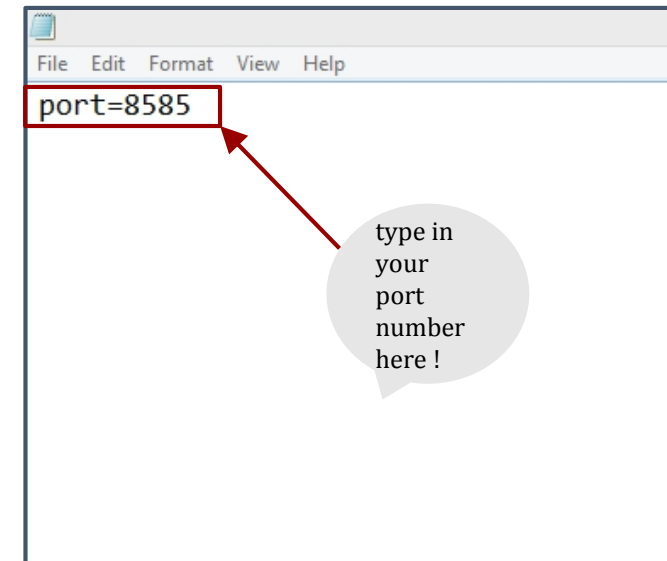 File Edit Format View Help
port=8585
type in
your
port
number
here !